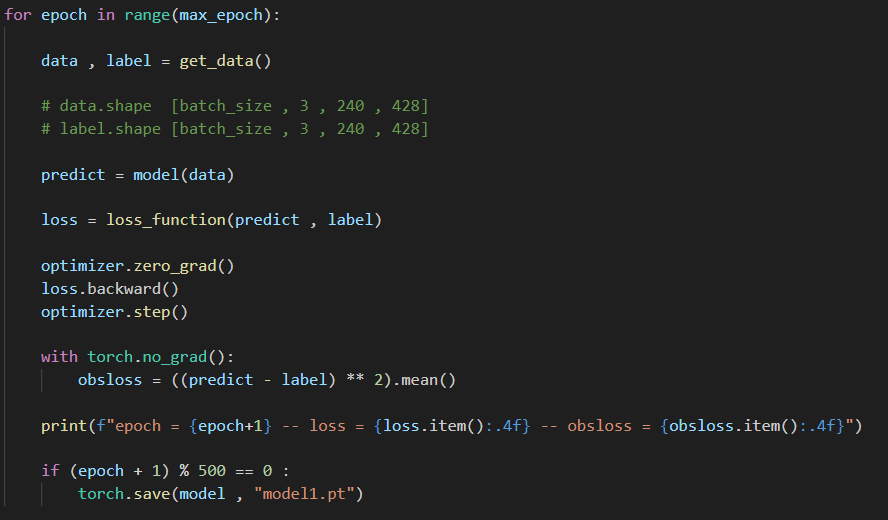 for epoch in range(max_epoch):
data , label = get_data()
# data.shape  [batch_size , 3 , 240 , 428]
# label.shape [batch_size , 3 , 240 , 428]
predict = model(data)
loss = loss_function(predict , label)
optimizer.zero_grad()
loss.backward()
optimizer.step()
with torch.no_grad():
obsloss = ((predict - label) ** 2).mean()
print(f"epoch = {epoch+1} -- loss = {loss.item():.4f} -- obsloss = {obsloss.item():.4f}")
if (epoch + 1) % 500 == 0 :
torch.save(model , "model1.pt")